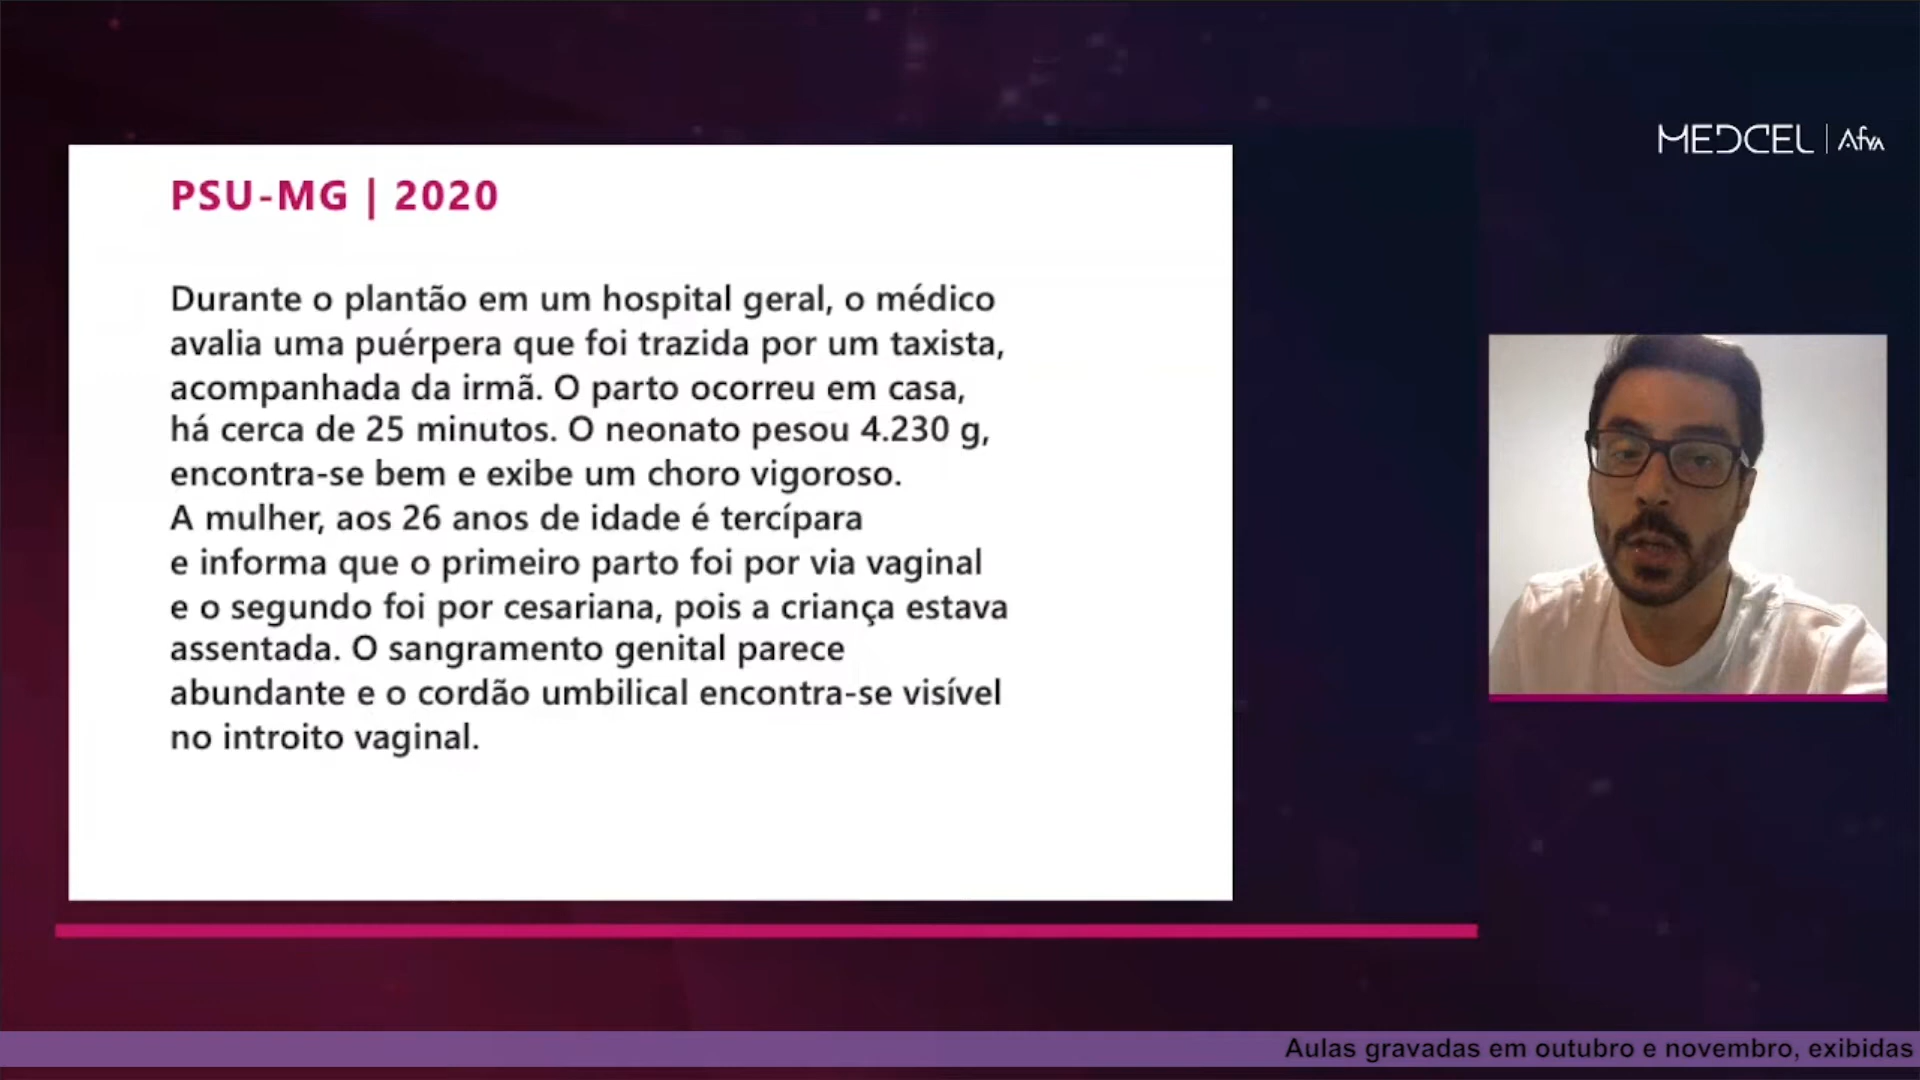 MEDCEL | Afya
PSU-MG | 2020
Durante o plantão em um hospital geral, o médico
avalia uma puérpera que foi trazida por um taxista,
acompanhada da irmã. O parto ocorreu em casa,
há cerca de 25 minutos. O neonato pesou 4.230 g,
encontra-se bem e exibe um choro vigoroso.
A mulher, aos 26 anos de idade é tercípara
e informa que o primeiro parto foi por via vaginal
e o segundo foi por cesariana, pois a criança estava
assentada. O sangramento genital parece
abundante e o cordão umbilical encontra-se visível
no introito vaginal.
Aulas gravadas em outubro e novembro, exibidas